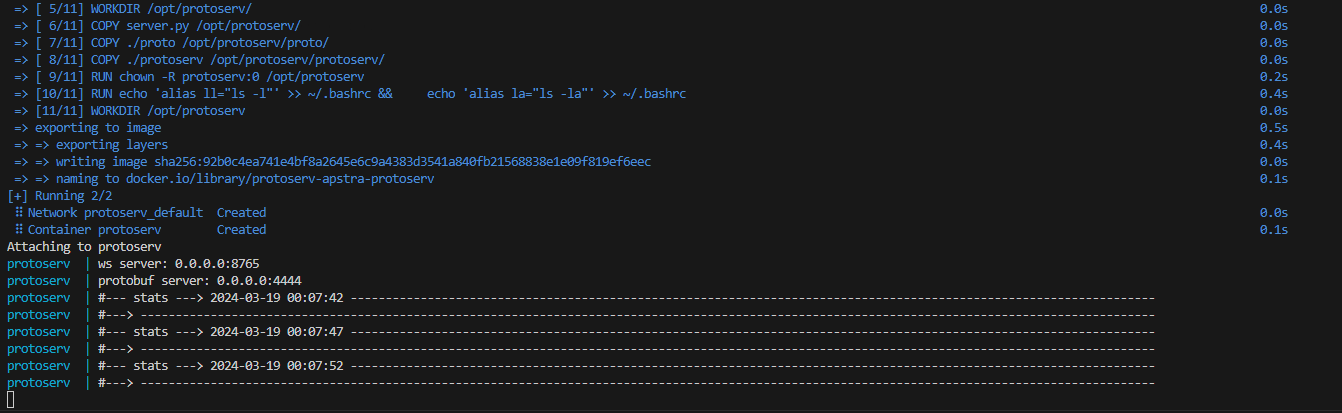 => [ 5/11] WORKDIR /opt/protoserv/ 0.0s
=> [ 6/11] COPY server.py /opt/protoserv/ 0.0s
=> [ 7/11] COPY ./proto /opt/protoserv/proto/ 0.0s
=> [ 8/11] COPY ./protoserv /opt/protoserv/protoserv/ 0.0s
=> [ 9/11] RUN chown -R protoserv:0 /opt/protoserv 0.2s
=> [10/11] RUN echo 'alias ll="ls -l"' >> ~/.bashrc &&     echo 'alias la="ls -la"' >> ~/.bashrc 0.4s
=> [11/11] WORKDIR /opt/protoserv 0.0s
=> exporting to image 0.5s
=> => exporting layers 0.4s
=> => writing image sha256:92b0c4ea741e4bf8a2645e6c9a4383d3541a840fb21568838e1e09f819ef6eec 0.0s
=> => naming to docker.io/library/protoserv-apstra-protoserv 0.1s
[+] Running 2/2
⠿ Network protoserv_default  Created 0.0s
⠿ Container protoserv        Created 0.1s
Attaching to protoserv
protoserv  | ws server: 0.0.0.0:8765
protoserv  | protobuf server: 0.0.0.0:4444
protoserv  | #--- stats ---> 2024-03-19 00:07:42 -------------------------------------------------------------------------------------------------------------------
protoserv  | #---> -------------------------------------------------------------------------------------------------------------------------------------------------
protoserv  | #--- stats ---> 2024-03-19 00:07:47 -------------------------------------------------------------------------------------------------------------------
protoserv  | #---> -------------------------------------------------------------------------------------------------------------------------------------------------
protoserv  | #--- stats ---> 2024-03-19 00:07:52 -------------------------------------------------------------------------------------------------------------------
protoserv  | #---> -------------------------------------------------------------------------------------------------------------------------------------------------